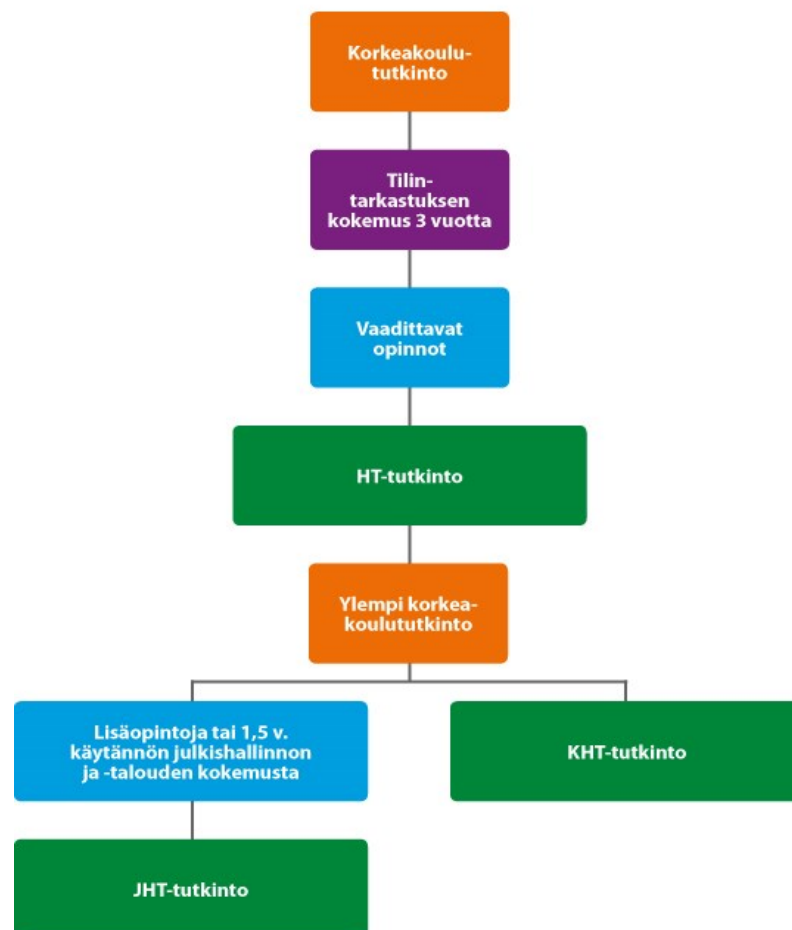 Korkeakoulu-
tutkinto
Tilin-
tarkastuksen
kokemus 3 vuotta
Vaadittavat
opinnot
HT-tutkinto
Ylempi korkea-
koulututkinto
Lisäopintoja tai 1,5 v.
käytännön julkishallinnon
ja -talouden kokemusta
KHT-tutkinto
JHT-tutkinto